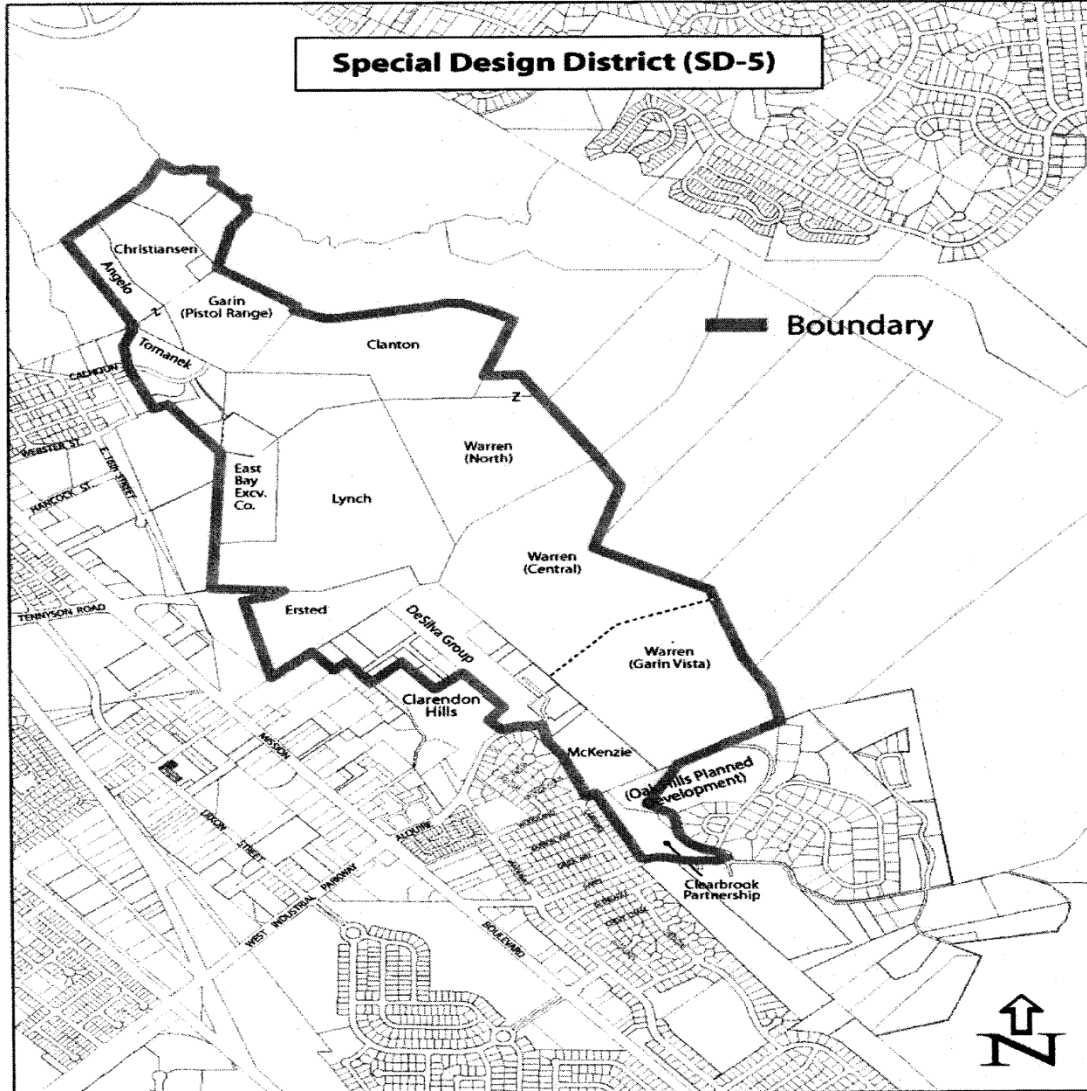 Special Design District (SD-5)
Christiansen
Angelo
Garin
(Pistol Range)
Boundary
Clanton
Tomanek
CALHOUN
Z
WEBSTER ST.
E. 16th STREET
HANCOCK ST.
East
Bay
Excv.
Co.
Lynch
Warren
(North)
Warren
(Central)
TENNYSON ROAD
Ersted
DeSilva Group
Warren
(Garin Vista)
Clarendon
Hills
MISSION
McKenzie
(Oak Hills Planned
Development)
DIXON
STREET
ALQUIRE
WEST INDUSTRIAL PARKWAY
BOULEVARD
Clearbrook
Partnership
N